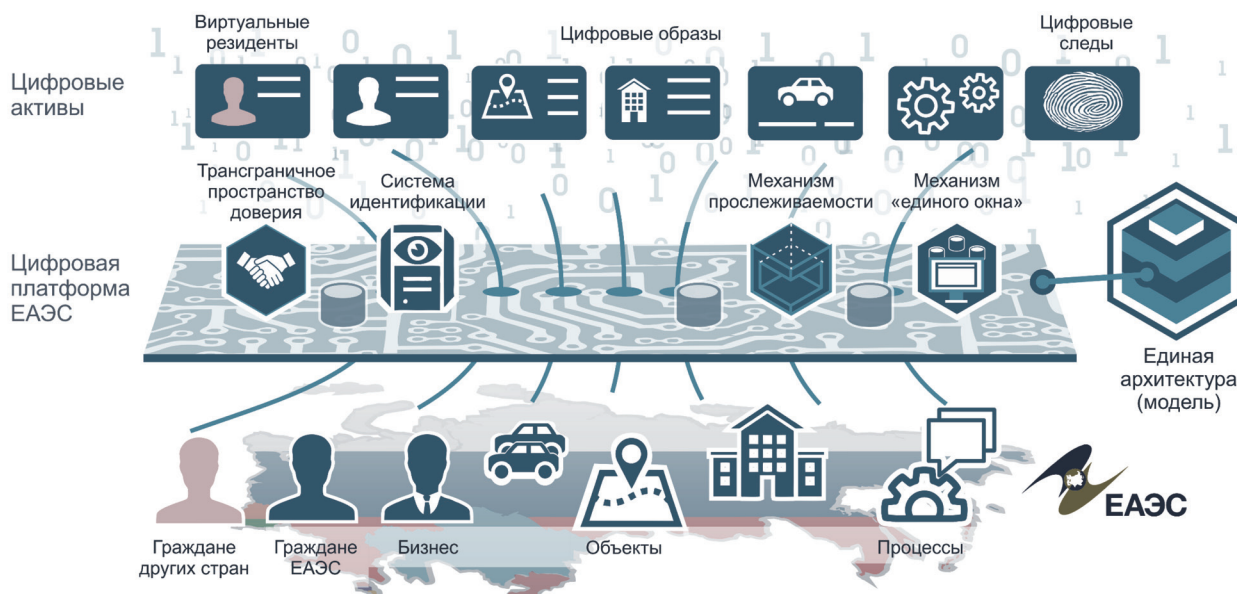 Виртуальные
резиденты
Цифровые образы
Цифровые
следы
Цифровые
активы
Трансграничное
пространство
доверия
Система
идентификации
Механизм
прослеживаемости
Механизм
«единого окна»
Цифровая
платформа
ЕАЭС
Единая
архитектура
(модель)
ЕАЭС
Граждане
других стран
Граждане
ЕАЭС
Бизнес
Объекты
Процессы